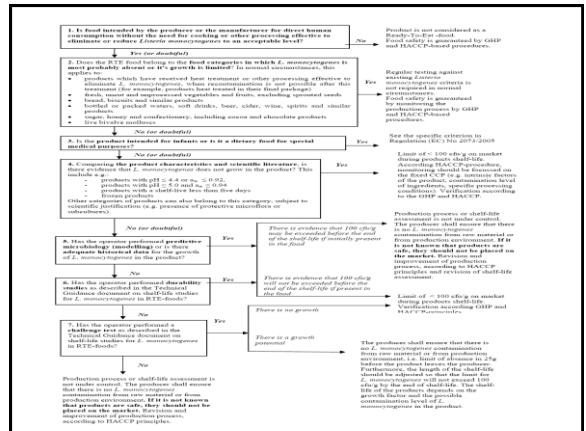 1. Is food intended by the producer or the manufacturer for direct human
consumption without the need for cooking or other processing effective to
eliminate or reduce Listeria monocytogenes to an acceptable level?
No
Product is not considered as a
Ready-To-Eat -food.
Food safety is guaranteed by GHP
and HACCP-based procedures.
Yes (or doubtful)
2. Does the RTE food belong to the food categories in which L. monocytogenes is
most probably absent or it's growth is limited? In normal circumstances, this
applies to:
- products which have received heat treatment or other processing effective to
eliminate L. monocytogenes, when recontamination is not possible after this
treatment (for example, products heat treated in their final package)
fresh, uncut and unprocessed vegetables and fruits, excluding sprouted seeds
bread, biscuits and similar products
bottled or packed waters, soft drinks, beer, cider, wine, spirits and similar
products
sugar, honey and confectionery, including cocoa and chocolate products
live bivalve molluscs
Yes
Regular testing against
existing Listeria
monocytogenes criteria is
not required in normal
circumstances.
Food safety is guaranteed
by monitoring the
production process by GHP
and HACCP-based
procedures.
No (or doubtful)
3. Is the product intended for infants or is it a dietary food for special
medical purposes?
Yes
See the specific criterion in
Regulation (EC) No 2073/2005
No (or doubtful)
4. Comparing the product characteristics and scientific literature, is
there evidence that L. monocytogenes does not grow in the product? This
include e.g.:
- products with pH ≤ 4.4 or aw ≤ 0.92,
- products with pH ≤ 5.0 and aw ≤ 0.94
- products with a shelf-life less than five days
- frozen products
Other categories of products can also belong to this category, subject to
scientific justification (e.g. presence of protective microflora or
subcultures).
Yes
Limit of < 100 cfu/g on market
during products shelf-life.
According HACCP-procedure,
monitoring should be focused on
the fixed CCP (e.g. intrinsic factors
of the product, concentration level
of ingredients, specific processing
conditions). Verification according
to the GHP and HACCP.
No (or doubtful)
5. Has the operator performed predictive
microbiology (modelling) or is there
adequate historical data for the growth
of L. monocytogenes in the product?
Yes
There is evidence that 100 cfu/g
may be exceeded before the end
of the shelf-life if initially present
in the food
Production process or shelf-life
assessment is not under control.
The producer shall ensure that there
is no L. monocytogenes
contamination from raw material or
from production environment. If it
is not known that products are
safe, they should not be placed on
the market. Revision and
improvement of production
process, according to HACCP
principles and revision of shelf-life
assessment.
No (or doubtful)
6. Has the operator performed durability
studies as described in the Technical
Guidance document on shelf-life studies
for L. monocytogenes in RTE-foods?
Yes
There is evidence that 100 cfu/g
will not be exceeded before the
end of the shelf-life if present in
the food
Limit of < 100 cfu/g on market
during products shelf-life
Verification according GHP and
HACCP-principles
No
7. Has the operator performed a
challenge test as described in the
Technical Guidance document on
shelf-life studies for L. monocytogenes
in RTE-foods?
Yes
There is no growth
There is a growth
potential
The producer shall ensure that there
is no L. monocytogenes contamination
from raw material or from production
environment, i.e. limit of absence in 25g
before the product leaves the producer.
Furthermore, the length of the shelf-life
should be adjusted so that the limit for
L. monocytogenes will not exceed 100
cfu/g by the end of shelf-life. The shelf-
life of the products depends on the
growth factor and the possible
contamination level of L.
monocytogenes in the product.
No
Production process or shelf-life assessment is
not under control. The producer shall ensure
that there is no L. monocytogenes
contamination from raw material or from
production environment. If it is not known
that products are safe, they should not be
placed on the market. Revision and
improvement of production process,
according to HACCP principles.